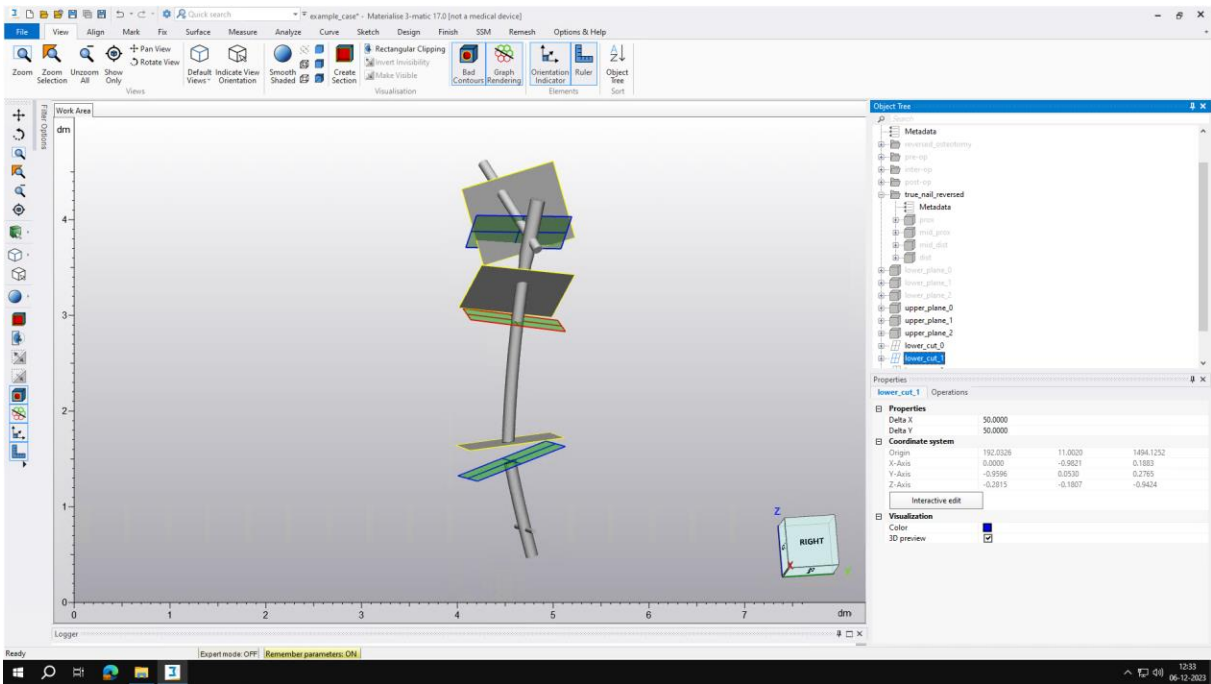 Quick search
example_case* - Materialise 3-matic 17.0 [not a medical device]
File View Align Mark Fix Surface Measure Analyze Curve Sketch Design Finish SSM Remesh Options & Help
Zoom
Zoom Selection
Unzoom All
Show Only
Pan View
Rotate View
Views
Default Views
Indicate View Orientation
Smooth Shaded
Create Section
Rectangular Clipping
Invert Invisibility
Make Visible
Visualisation
Bad Contours
Graph Rendering
Orientation Indicator
Ruler
Elements
Object Tree
Sort
Filter Options
Work Area
dm
4
3
2
1
0
0 1 2 3 4 5 6 7 dm
Z
RIGHT
X
Y
Object Tree
Search
Metadata
reversed_osteotomy
pre-op
inter-op
post-op
true_nail_reversed
Metadata
prox
mid_prox
mid_dist
dist
lower_plane_0
lower_plane_1
lower_plane_2
upper_plane_0
upper_plane_1
upper_plane_2
lower_cut_0
lower_cut_1
Properties
lower_cut_1 Operations
Properties
Delta X 50.0000
Delta Y 50.0000
Coordinate system
Origin 192.0326 11.0020 1494.1252
X-Axis 0.0000 -0.9821 0.1883
Y-Axis -0.9596 0.0530 0.2765
Z-Axis -0.2815 -0.1807 -0.9424
Interactive edit
Visualization
Color
3D preview
Logger
Ready
Expert mode: OFF Remember parameters: ON
12:33
06-12-2023